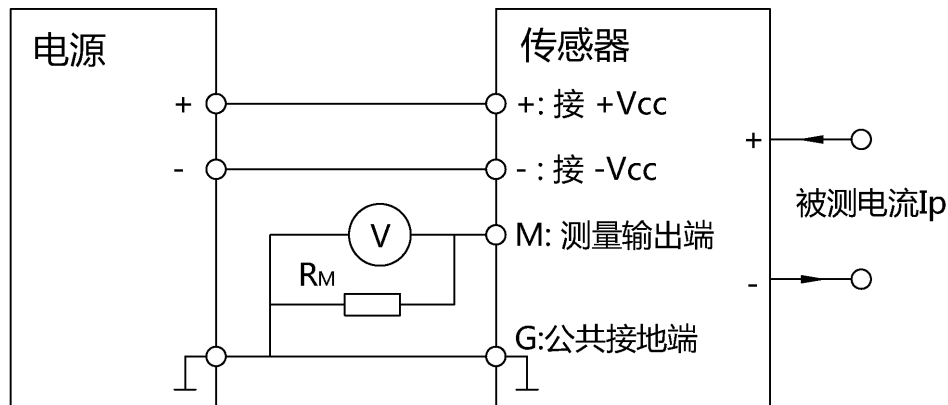 电源
传感器
+
+: 接 +Vcc
-
- : 接 -Vcc
+
被测电流Ip
V
M: 测量输出端
RM
-
G:公共接地端